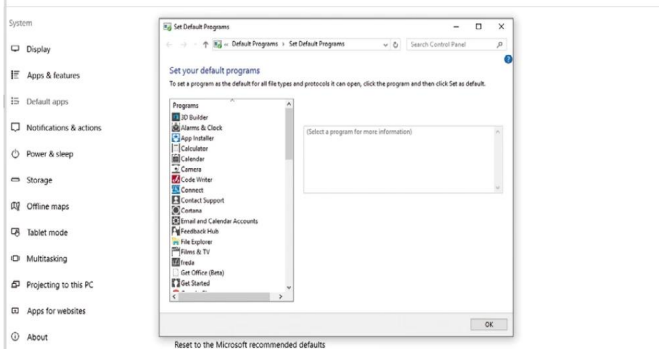 System
Display
Apps & features
Default apps
Notifications & actions
Power & sleep
Storage
Offline maps
Tablet mode
Multitasking
Projecting to this PC
Apps for websites
About
Set Default Programs
Default Programs › Set Default Programs
Search Control Panel
Set your default programs
To set a program as the default for all file types and protocols it can open, click the program and then click Set as default.
Programs
3D Builder
Alarms & Clock
App Installer
Calculator
Calendar
Camera
Code Writer
Connect
Contact Support
Cortana
Email and Calendar Accounts
Feedback Hub
File Explorer
Films & TV
freda
Get Office (Beta)
Get Started
(Select a program for more information)
OK
Reset to the Microsoft recommended defaults